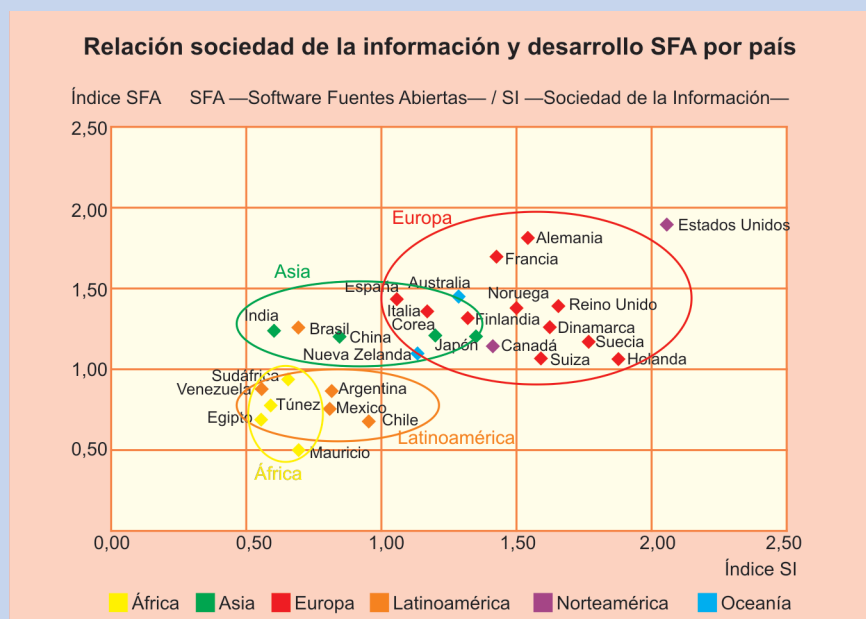 Relación sociedad de la información y desarrollo SFA por país
Índice SFA SFA —Software Fuentes Abiertas— / SI —Sociedad de la Información—
2,50
2,00
Europa
Estados Unidos
Alemania
Francia
Asia
1,50
España
Australia
Noruega
Italia
Reino Unido
India
Corea
Finlandia
Brasil
China
Dinamarca
Japón
Canadá
Suecia
Nueva Zelanda
Suiza
Holanda
1,00
Sudáfrica
Venezuela
Argentina
Túnez
Mexico
Egipto
Chile
Latinoamérica
0,50
Mauricio
África
0,00 0,50 1,00 1,50 2,00 2,50
Índice SI
África Asia Europa Latinoamérica Norteamérica Oceanía